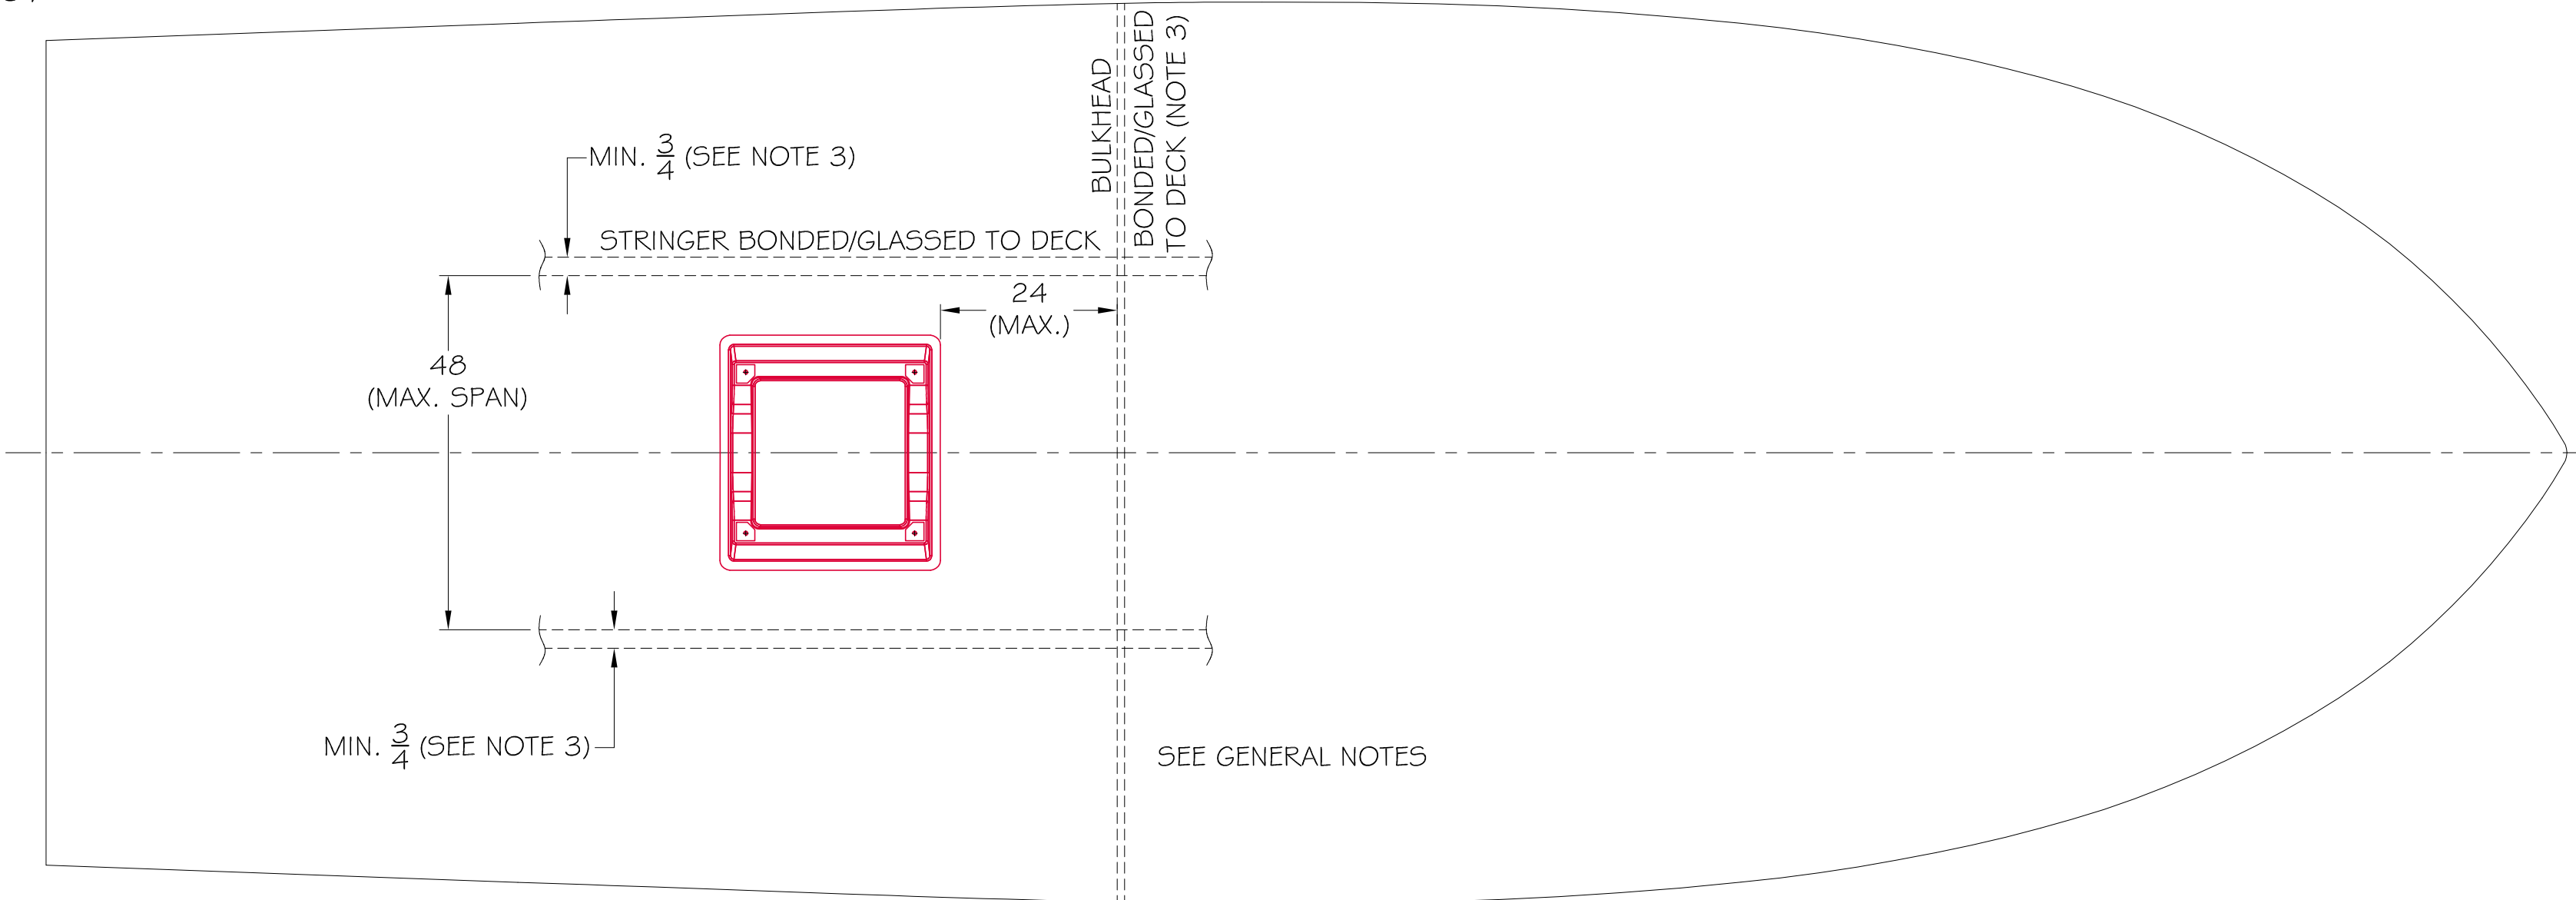 BULKHEAD
BONDED/GLASSED
TO DECK (NOTE 3)
MIN. 3/4 (SEE NOTE 3)
STRINGER BONDED/GLASSED TO DECK
24
(MAX.)
48
(MAX. SPAN)
MIN. 3/4 (SEE NOTE 3)
SEE GENERAL NOTES